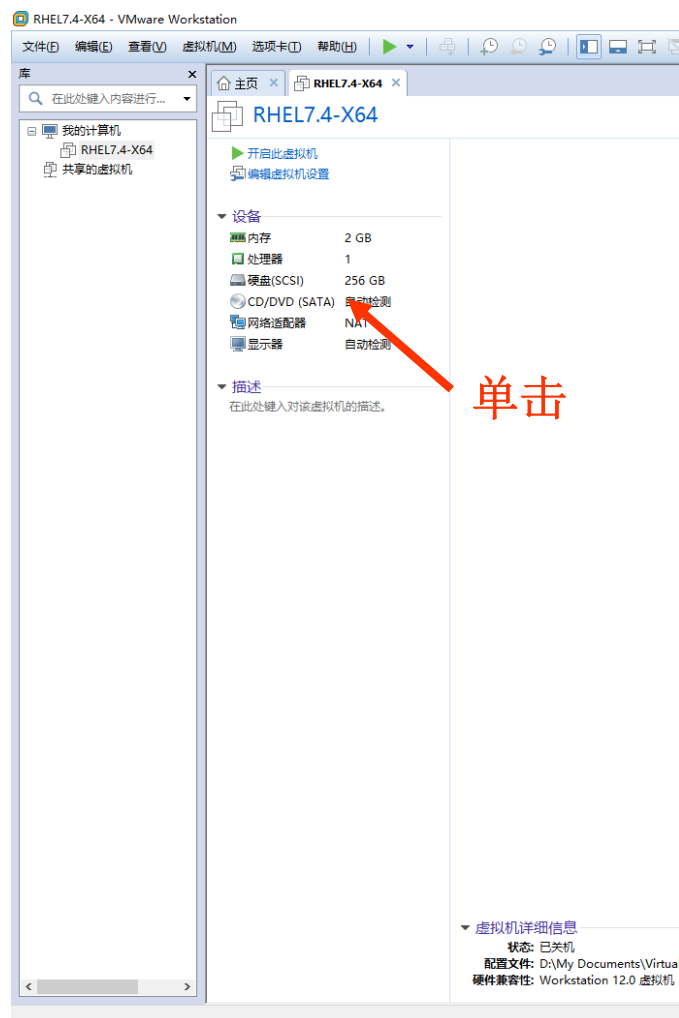 RHEL7.4-X64 - VMware Workstation
文件(F) 编辑(E) 查看(V) 虚拟机(M) 选项卡(T) 帮助(H)
库
在此处键入内容进行...
我的计算机
RHEL7.4-X64
共享的虚拟机
主页 RHEL7.4-X64
RHEL7.4-X64
开启此虚拟机
编辑虚拟机设置
设备
内存 2 GB
处理器 1
硬盘(SCSI) 256 GB
CD/DVD (SATA) 自动检测
网络适配器 NAT
显示器 自动检测
单击
描述
在此处键入对该虚拟机的描述。
虚拟机详细信息
状态: 已关机
配置文件: D:\My Documents\Virtua
硬件兼容性: Workstation 12.0 虚拟机